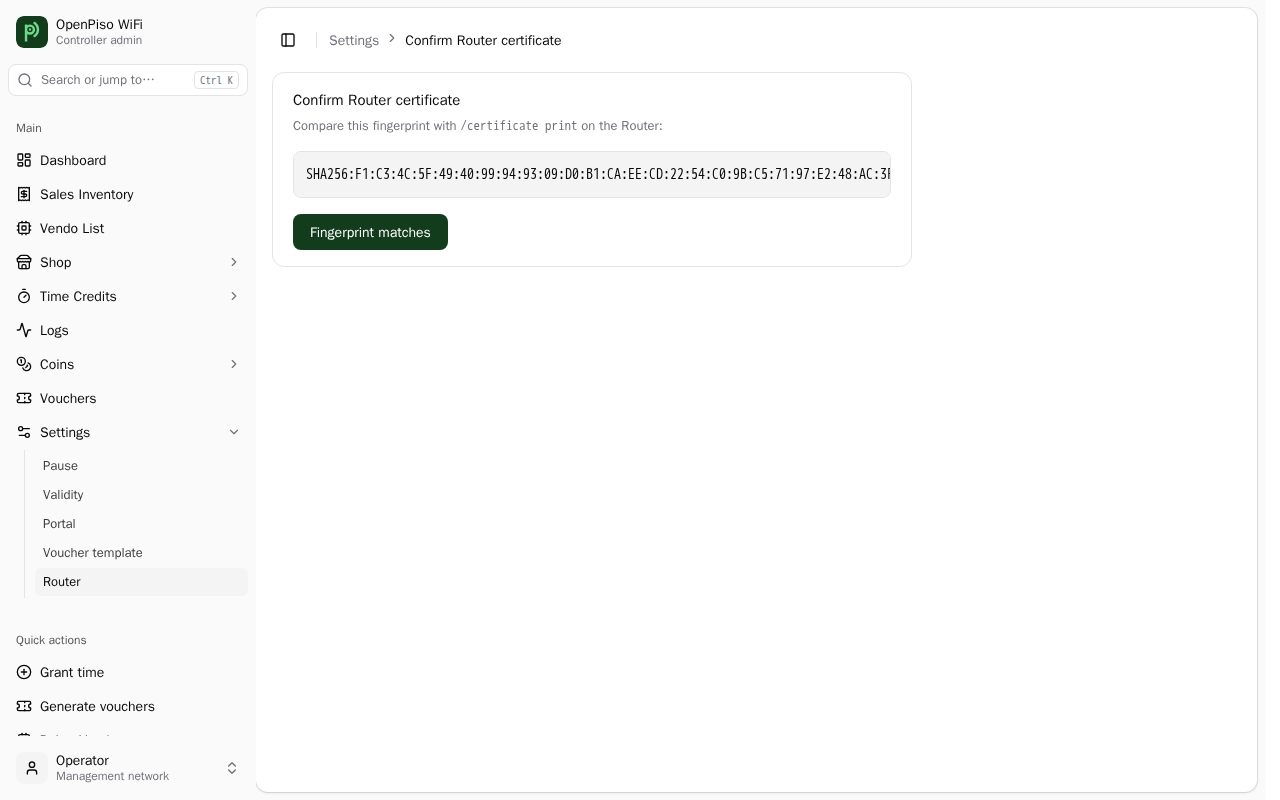 OpenPiso WiFi
Controller admin
Search or jump to…
Ctrl K
Main
Dashboard
Sales Inventory
Vendo List
Shop
Time Credits
Logs
Coins
Vouchers
Settings
Pause
Validity
Portal
Voucher template
Router
Quick actions
Grant time
Generate vouchers
Operator
Management network
Settings > Confirm Router certificate
Confirm Router certificate
Compare this fingerprint with /certificate print on the Router:
SHA256:F1:C3:4C:5F:49:40:99:94:93:09:D0:B1:CA:EE:CD:22:54:C0:9B:C5:71:97:E2:48:AC:3
Fingerprint matches